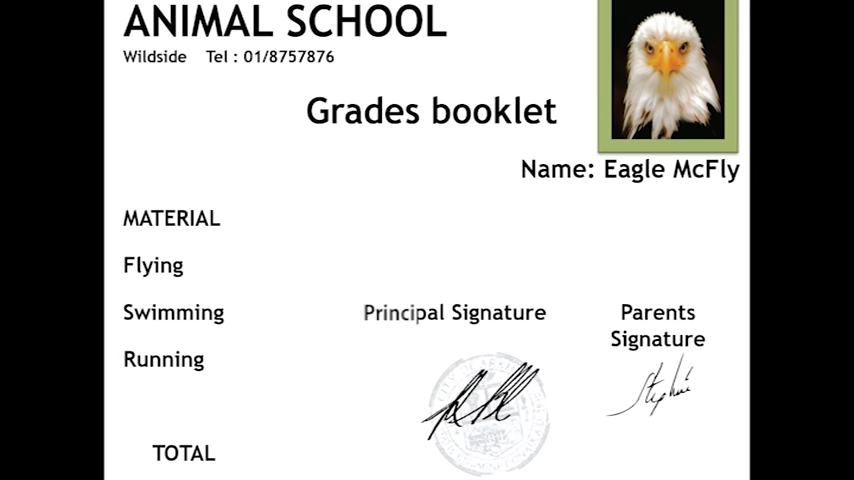 ANIMAL SCHOOL
Wildside Tel : 01/8757876
Grades booklet
Name: Eagle McFly
MATERIAL
Flying
Swimming
Running
TOTAL
Principal Signature
Parents
Signature
Stephie